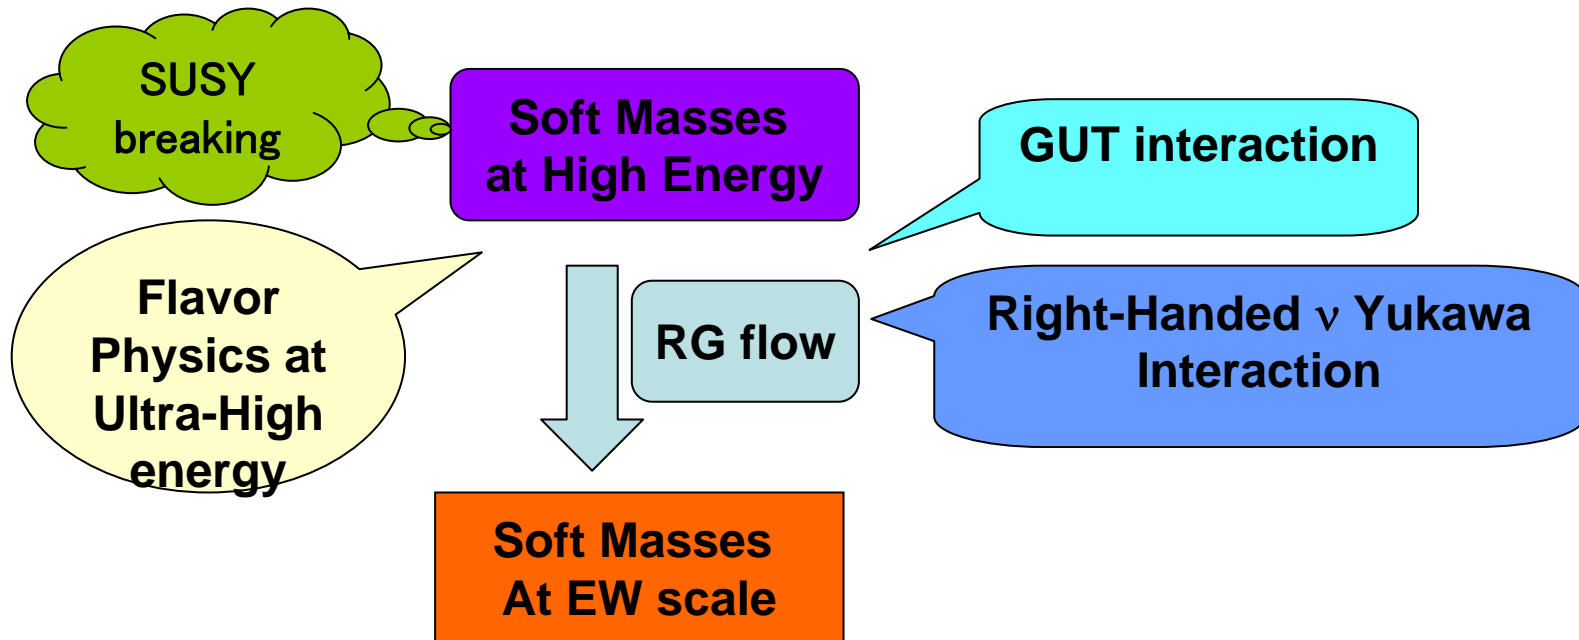 SUSY
breaking
Soft Masses
at High Energy
GUT interaction
Flavor
Physics at
Ultra-High
energy
RG flow
Right-Handed ν Yukawa
Interaction
Soft Masses
At EW scale